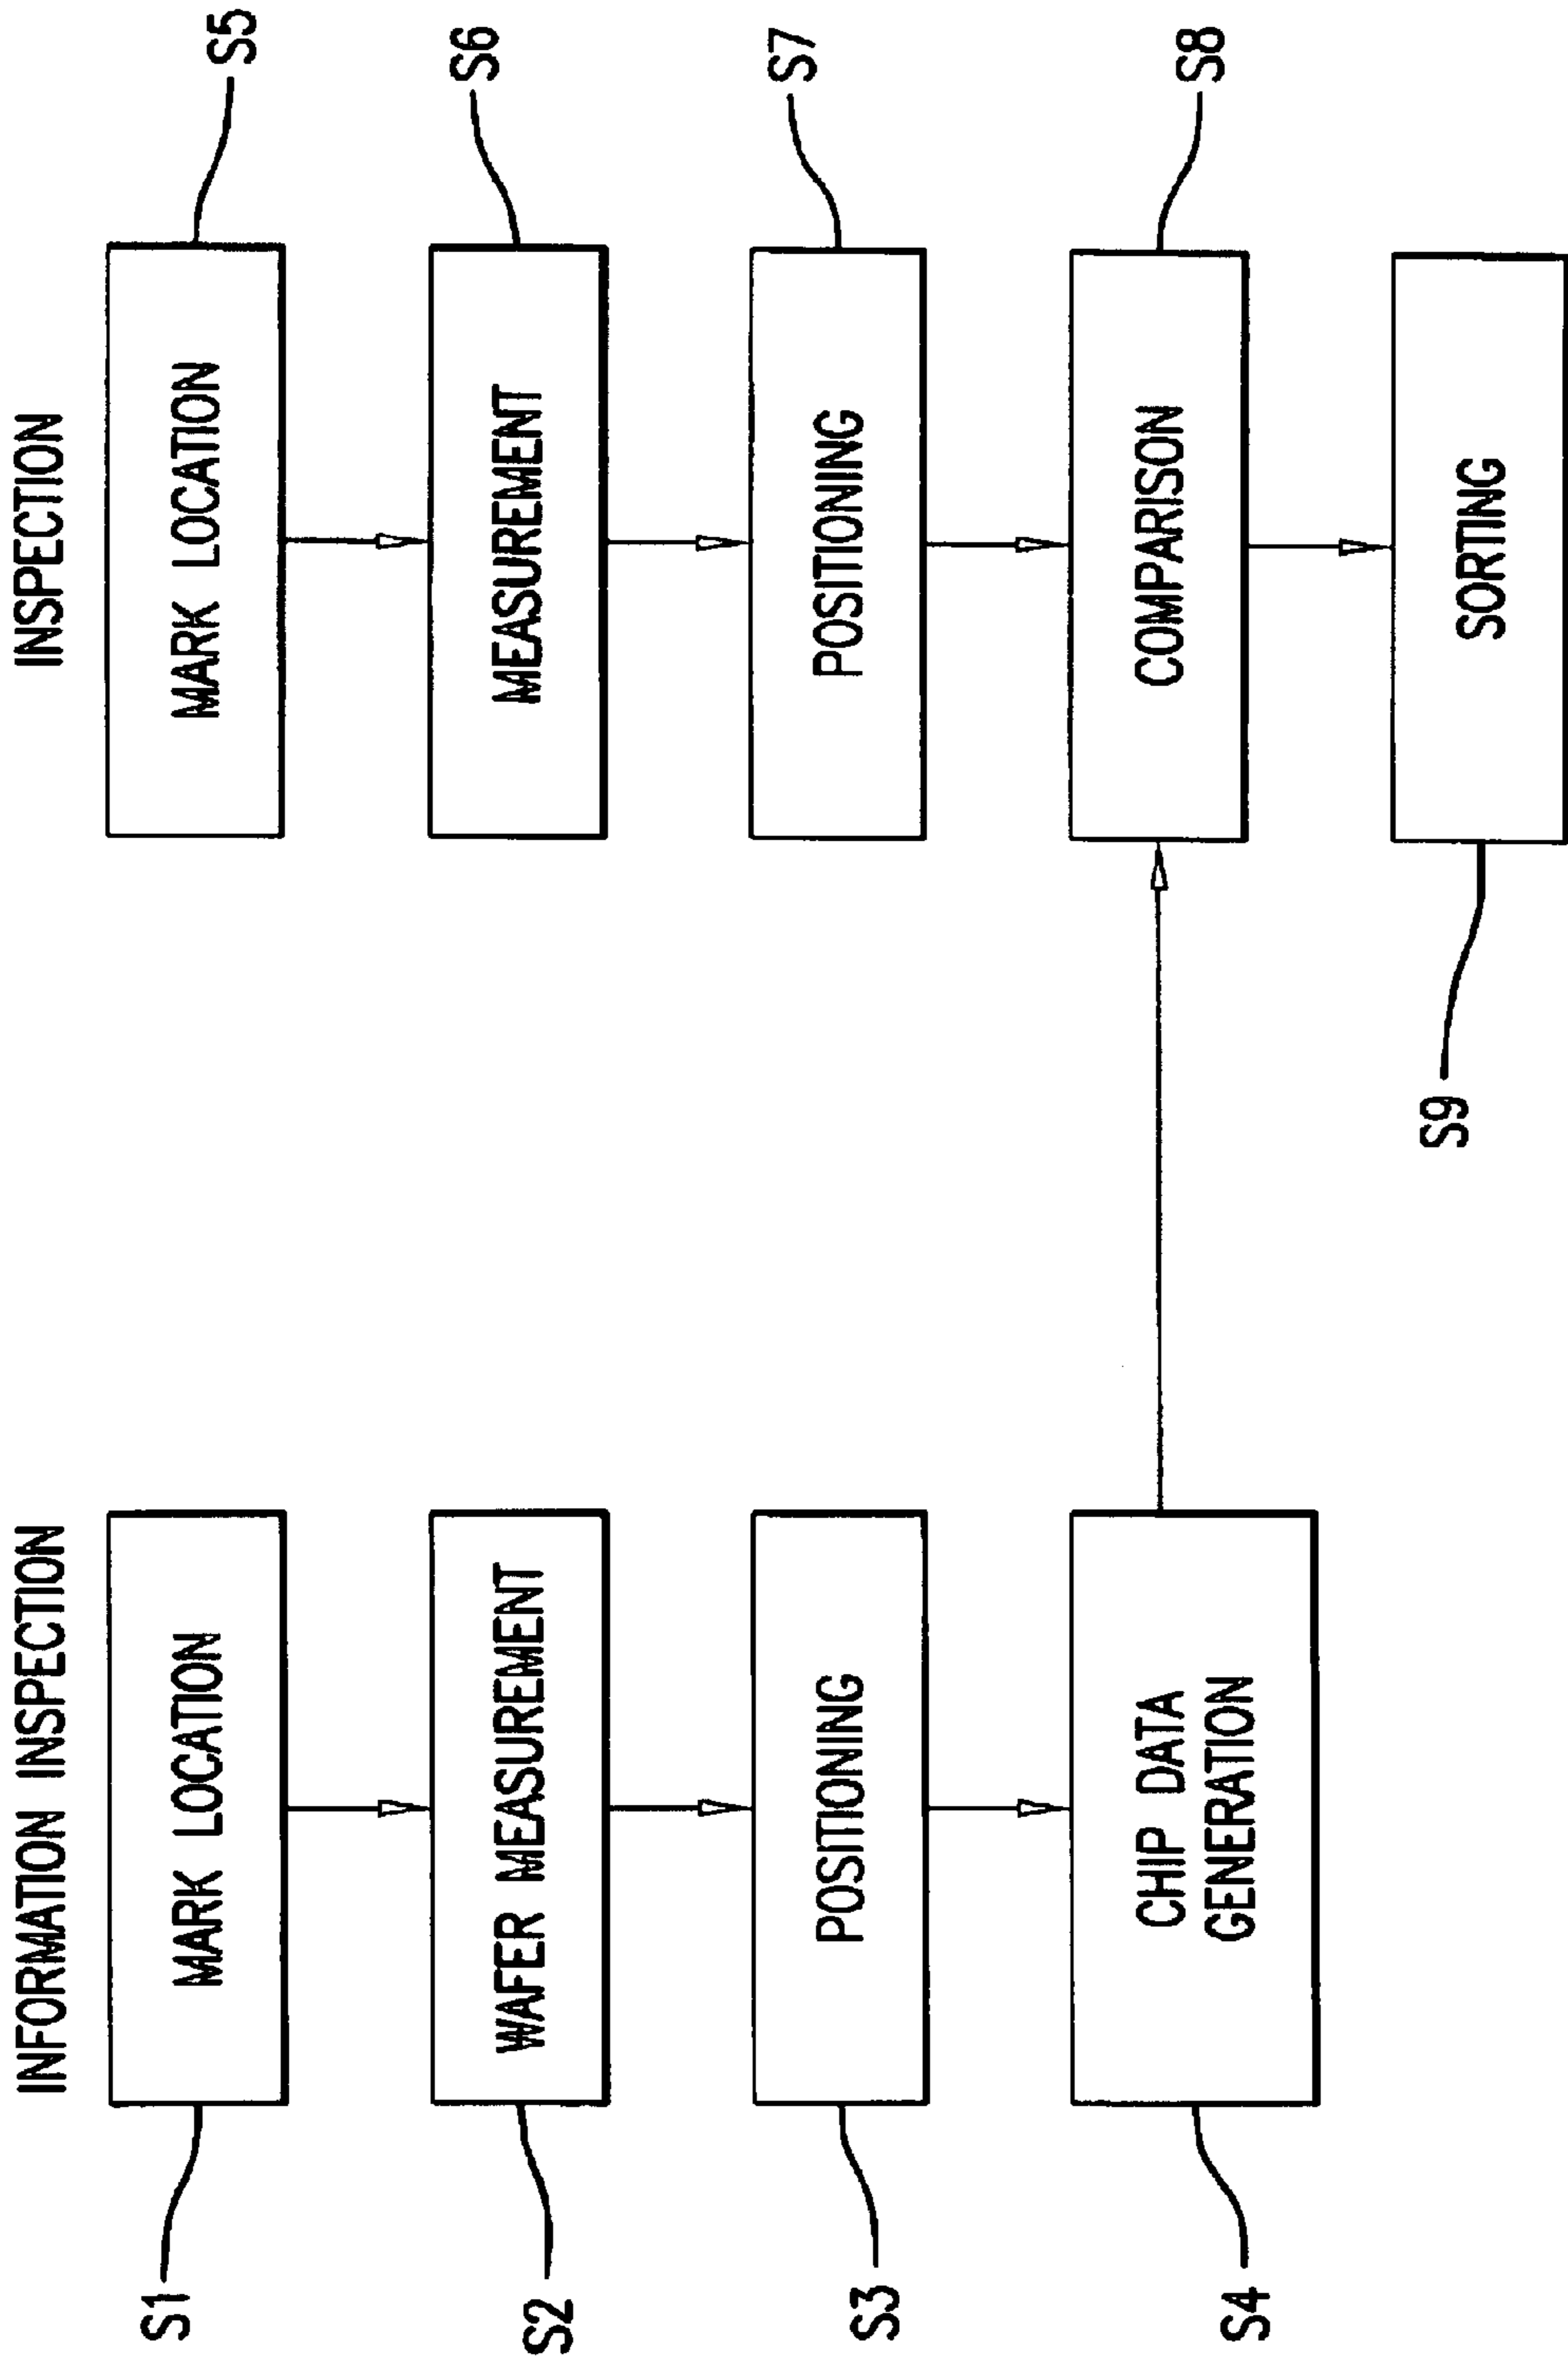 INFORMATION INSPECTION
S1
MARK LOCATION
S2
WAFER MEASUREMENT
S3
POSITIONING
S4
CHIP DATA
GENERATION
INSPECTION
MARK LOCATION
S5
MEASUREMENT
S6
POSITIONING
S7
COMPARISON
S8
SORTING
S9